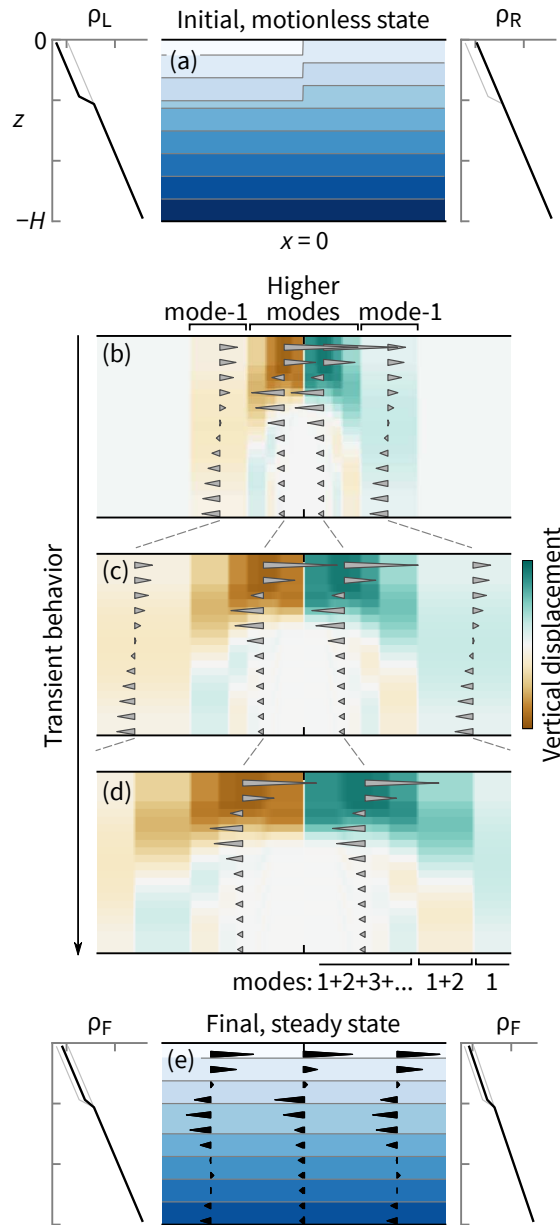 ρL Initial, motionless state ρR
0
(a)
z
−H
x = 0
Higher
mode-1 modes mode-1
(b)
(c)
(d)
Transient behavior
Vertical displacement
modes: 1+2+3+... 1+2 1
ρF Final, steady state ρF
(e)